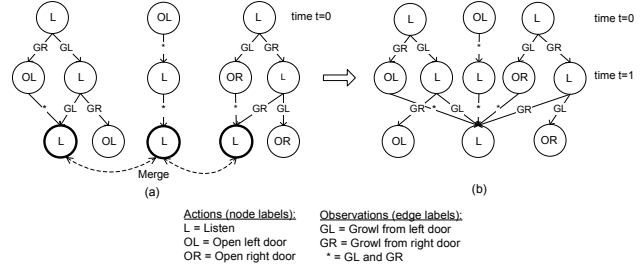 L OL L time t=0 L OL L time t=0
GR GL * GR GL GR GL * GR GL
OL L L OR L OL L L OR L time t=1
* GL GR * * GR GL GR * GL * GR GL
L OL L L OR OL L OR
Merge
(a) (b)
Actions (node labels): Observations (edge labels):
L = Listen GL = Growl from left door
OL = Open left door GR = Growl from right door
OR = Open right door * = GL and GR